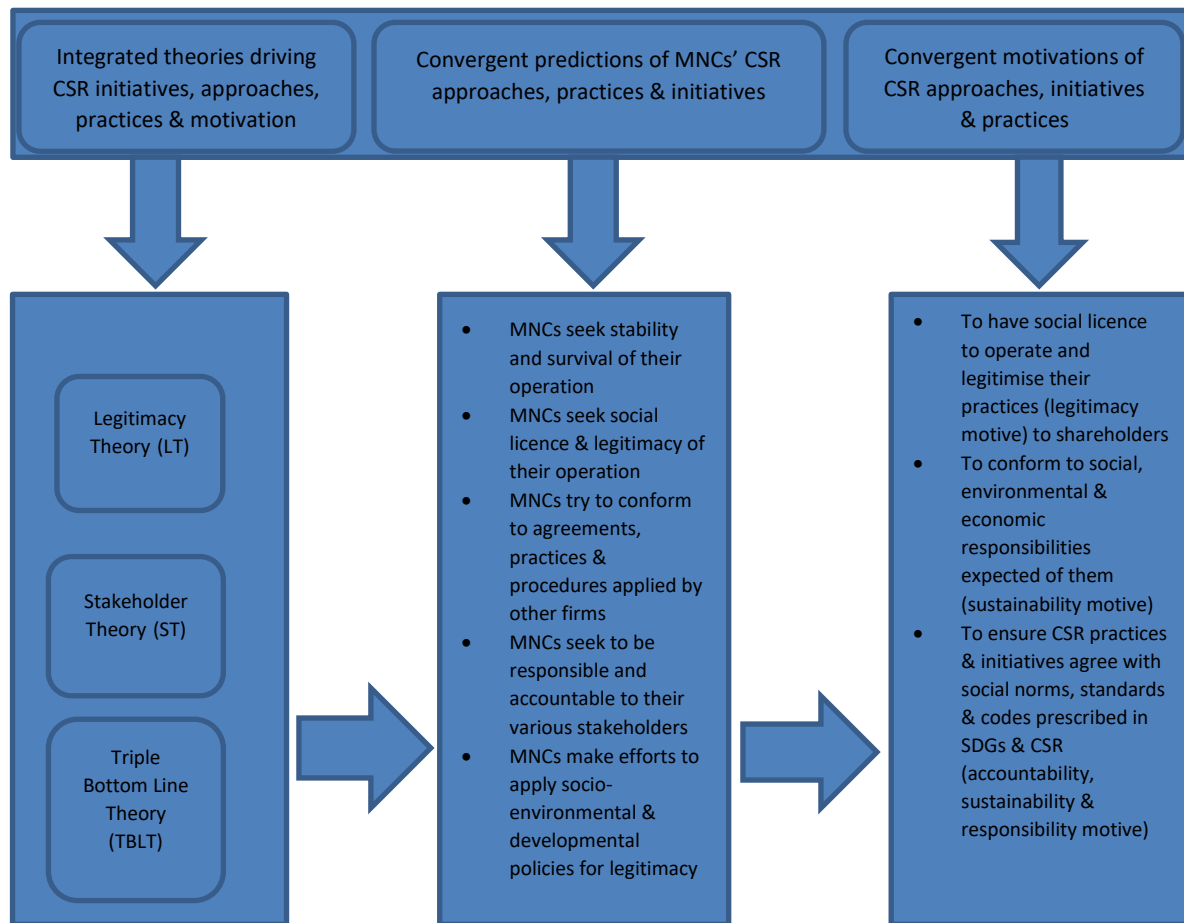 Integrated theories driving
CSR initiatives, approaches,
practices & motivation
Convergent predictions of MNCs’ CSR
approaches, practices & initiatives
Convergent motivations of
CSR approaches, initiatives
& practices
Legitimacy
Theory (LT)
Stakeholder
Theory (ST)
Triple
Bottom Line
Theory
(TBLT)
• MNCs seek stability
and survival of their
operation
• MNCs seek social
licence & legitimacy of
their operation
• MNCs try to conform
to agreements,
practices &
procedures applied by
other firms
• MNCs seek to be
responsible and
accountable to their
various stakeholders
• MNCs make efforts to
apply socio-
environmental &
developmental
policies for legitimacy
• To have social licence
to operate and
legitimise their
practices (legitimacy
motive) to shareholders
• To conform to social,
environmental &
economic
responsibilities
expected of them
(sustainability motive)
• To ensure CSR practices
& initiatives agree with
social norms, standards
& codes prescribed in
SDGs & CSR
(accountability,
sustainability &
responsibility motive)